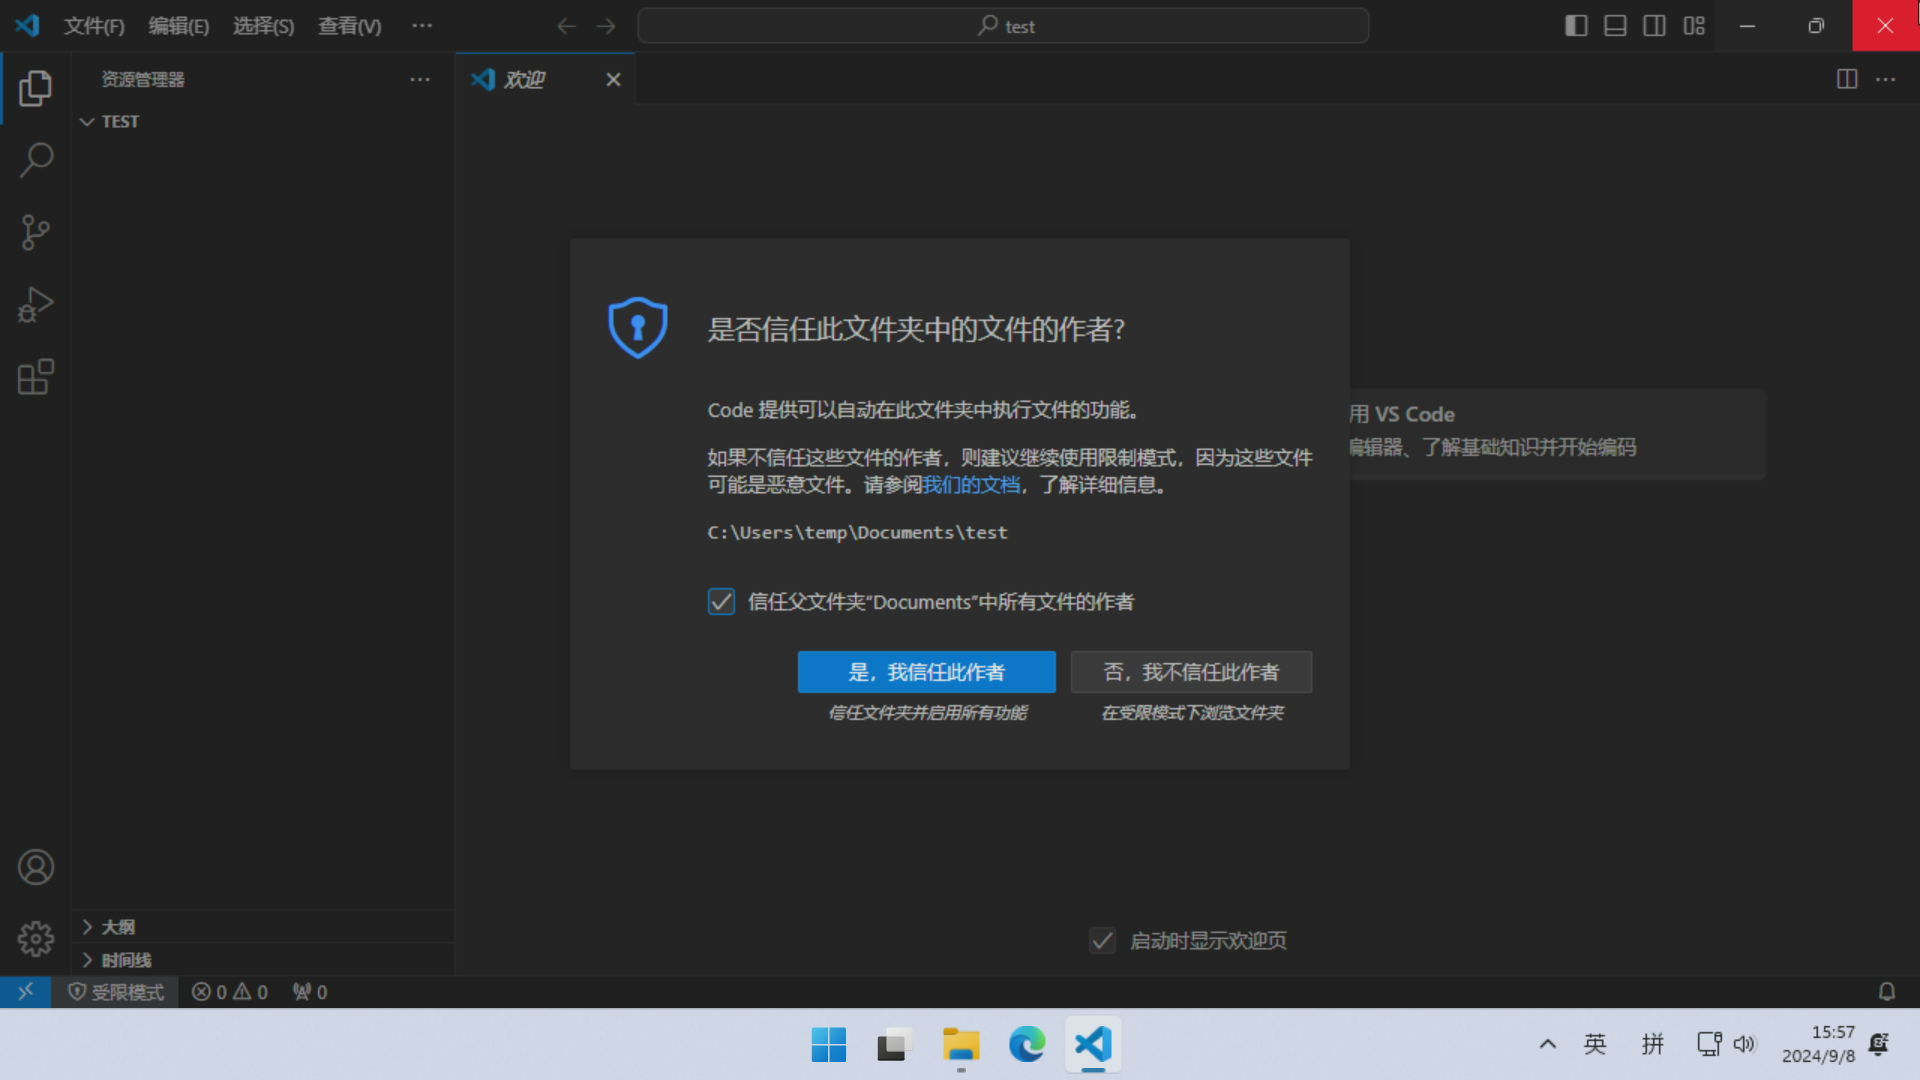 文件(F) 编辑(E) 选择(S) 查看(V) ···
test
资源管理器
···
欢迎
···
TEST
是否信任此文件夹中的文件的作者?
Code 提供可以自动在此文件夹中执行文件的功能。
如果不信任这些文件的作者，则建议继续使用限制模式，因为这些文件
可能是恶意文件。请参阅我们的文档，了解详细信息。
C:\Users\temp\Documents\test
信任父文件夹"Documents"中所有文件的作者
是，我信任此作者
否，我不信任此作者
信任文件夹并启用所有功能
在受限模式下浏览文件夹
用 VS Code
编辑器、了解基础知识并开始编码
启动时显示欢迎页
大纲
时间线
受限模式 0 0 0
英 拼
15:57
2024/9/8